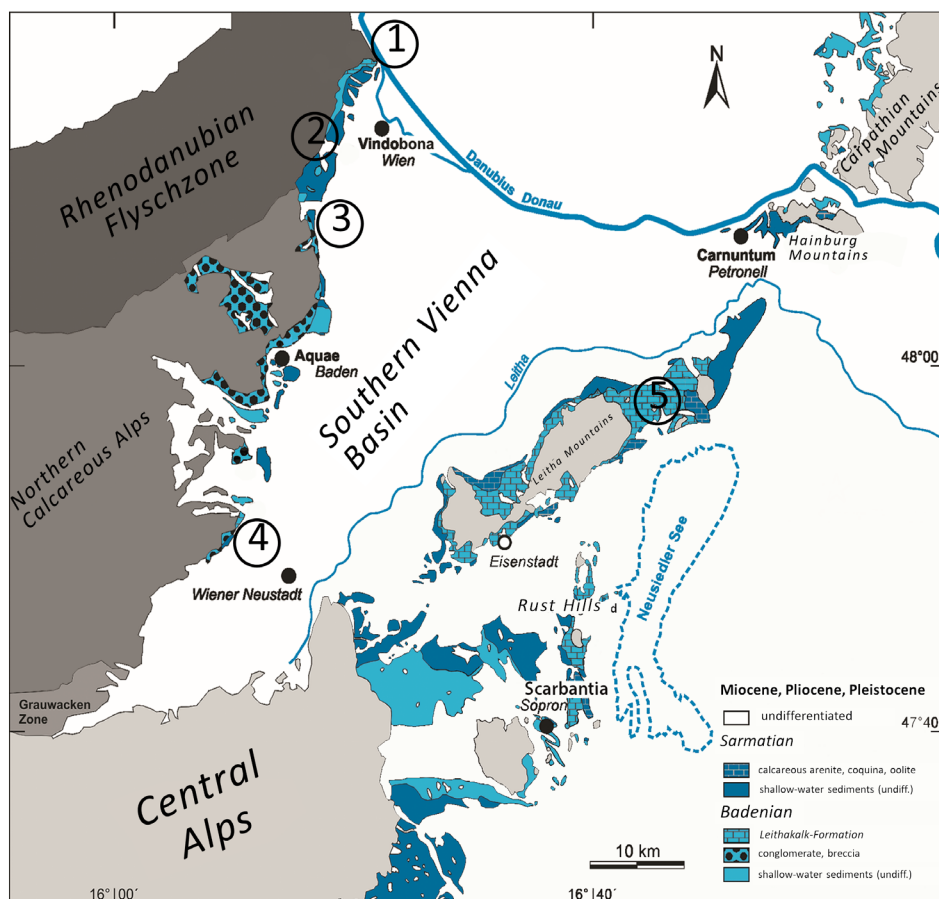 1
N
Carpathian
Mountains
Rhenodanubian
Flyschzone
2
Vindobona
Wien
Danubius
Donau
3
Carnuntum
Petronell
Hainburg
Mountains
Southern Vienna
Basin
Aquae
Baden
Leitha
48°00
5
Leitha Mountains
Northern
Calcareous Alps
4
Eisenstadt
Neusiedler See
Wiener Neustadt
Rust Hills
d
Grauwacken
Zone
Scarbantia
Sopron
47°40
Central
Alps
Miocene, Pliocene, Pleistocene
undifferentiated
Sarmatian
calcareous arenite, coquina, oolite
shallow-water sediments (undiff.)
Badenian
Leithakalk-Formation
conglomerate, breccia
shallow-water sediments (undiff.)
10 km
16°00´
16°40´